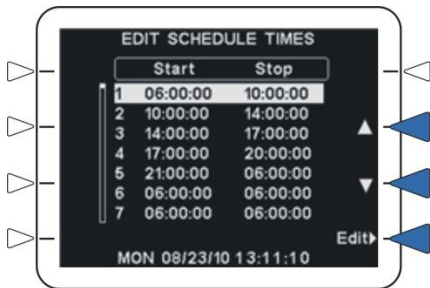 EDIT SCHEDULE TIMES
Start Stop
1 06:00:00 10:00:00
2 10:00:00 14:00:00
3 14:00:00 17:00:00
4 17:00:00 20:00:00
5 21:00:00 06:00:00
6 06:00:00 06:00:00
7 06:00:00 06:00:00
Edit
MON 08/23/10 13:11:10